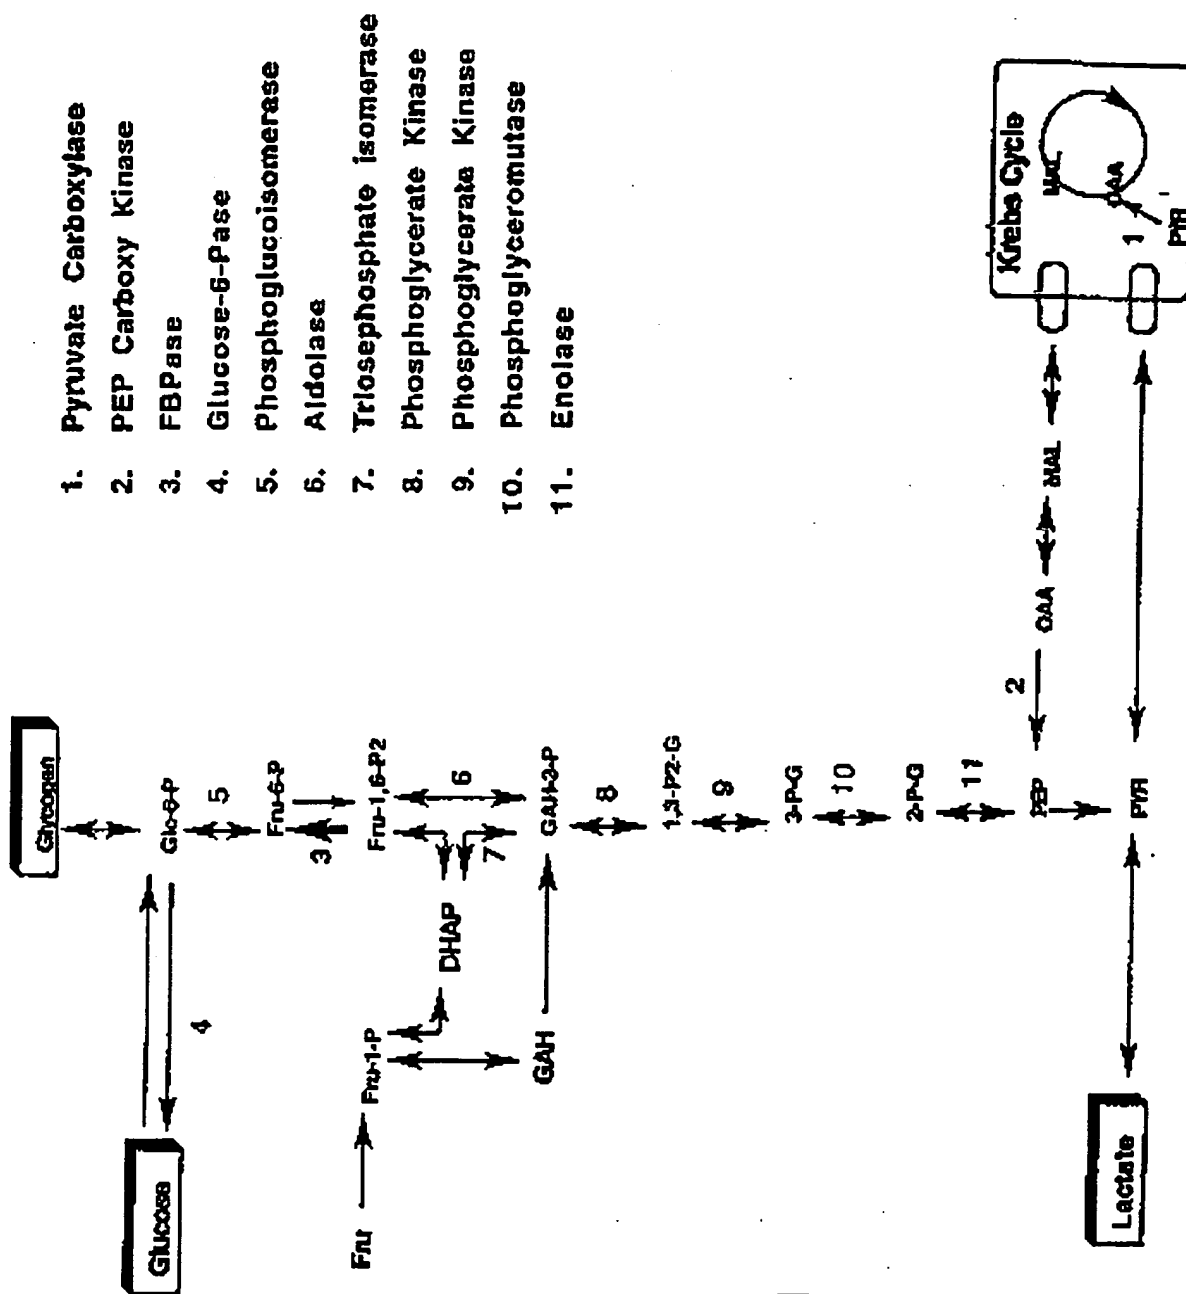 1. Pyruvate Carboxylase
2. PEP Carboxy Kinase
3. FBPase
4. Glucose-6-Pase
5. Phosphoglucoisomerase
6. Aldolase
7. Triosephosphate isomerase
8. Phosphoglycerate Kinase
9. Phosphoglycerate Kinase
10. Phosphoglyceromutase
11. Enolase
Glycogen
Glucose
4
Glc-6-P
5
Fru-6-P
3
Fru
Fru-1-P
Fru-1,6-P2
DHAP
6
7
GAH
GAH-3-P
8
1,3-P2-G
9
3-P-G
10
2-P-G
11
PEP
2
OAA
MAL
Krebs Cycle
MAL
OAA
1
PYR
Lactate
PYR